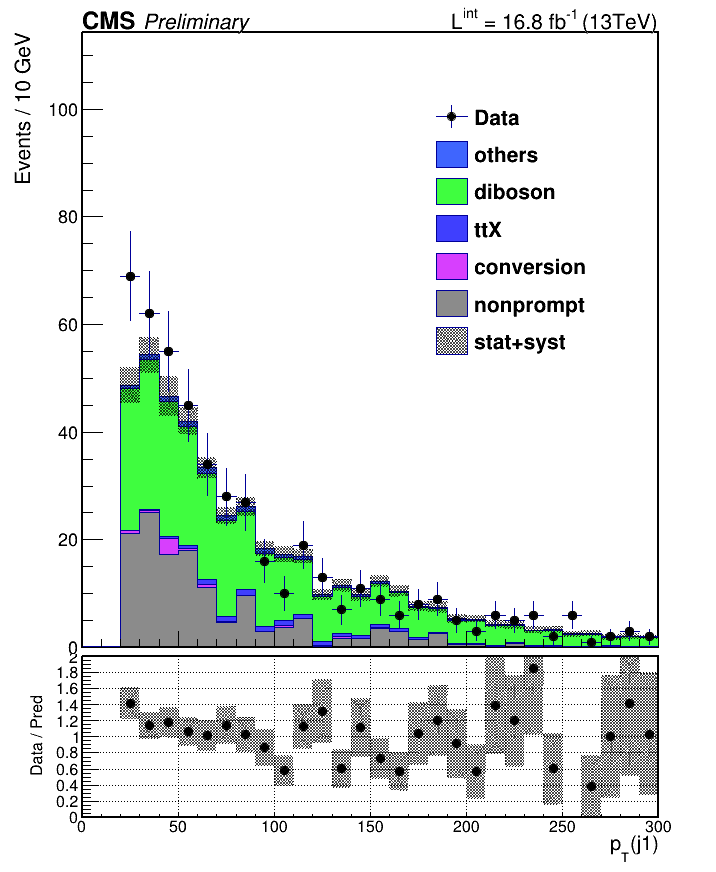 CMS Preliminary
L^int = 16.8 fb^-1 (13TeV)
Events / 10 GeV
100
80
60
40
20
0
Data
others
diboson
ttX
conversion
nonprompt
stat+syst
Data / Pred
2
1.8
1.6
1.4
1.2
1
0.8
0.6
0.4
0.2
0
0 50 100 150 200 250 300
p_T(j1)